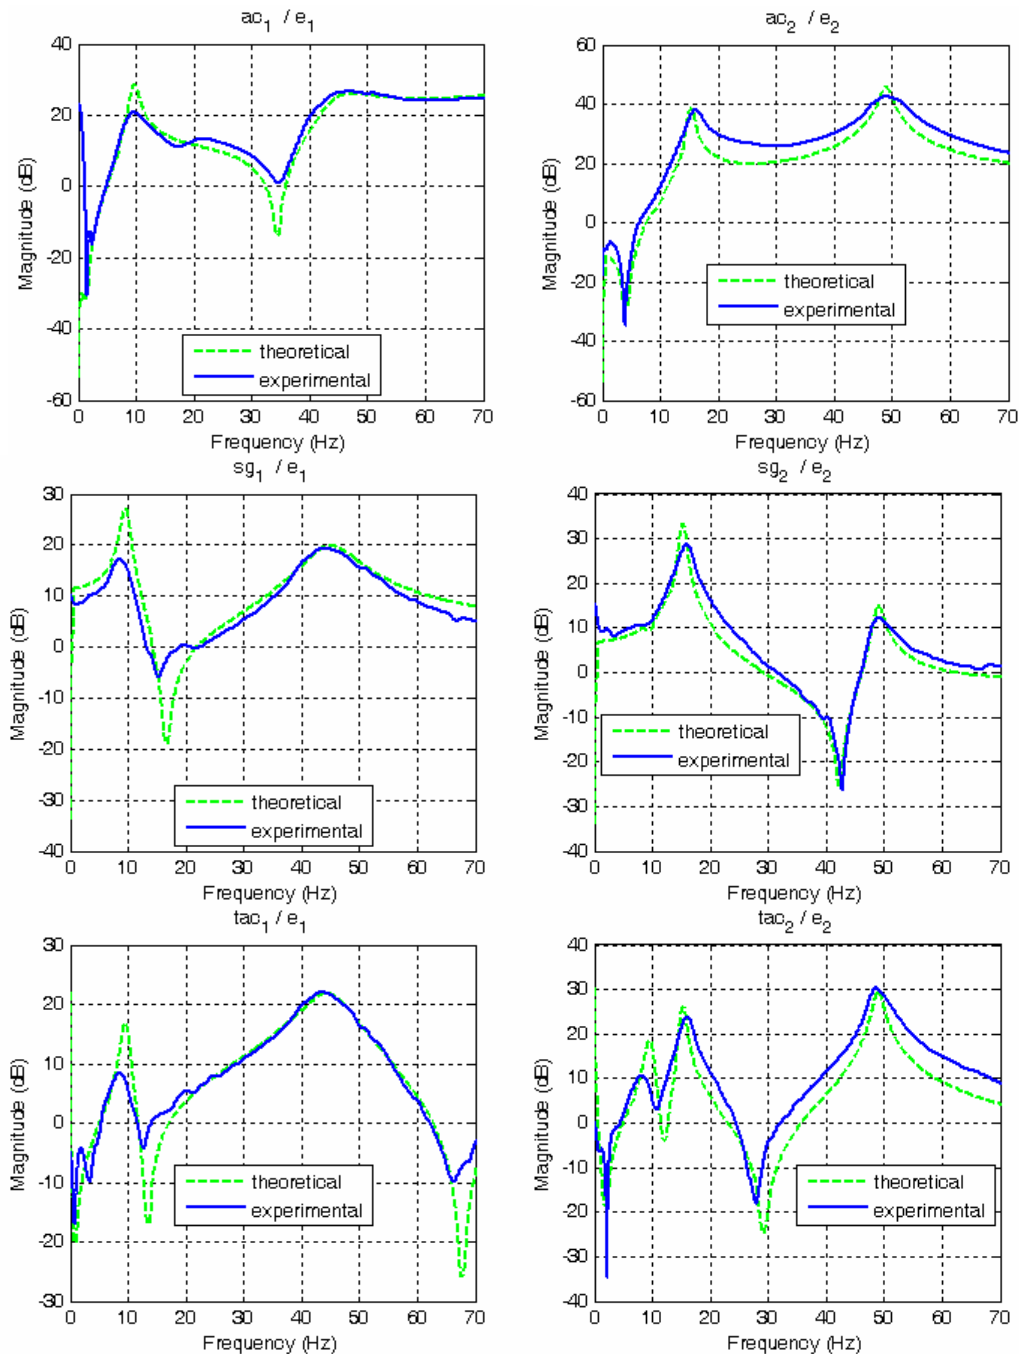 ac1 / e1
40
20
0
-20
-40
-60
Magnitude (dB)
theoretical
experimental
0 10 20 30 40 50 60 70
Frequency (Hz)
ac2 / e2
60
40
20
0
-20
-40
-60
Magnitude (dB)
theoretical
experimental
0 10 20 30 40 50 60 70
Frequency (Hz)
sg1 / e1
30
20
10
0
-10
-20
-30
-40
Magnitude (dB)
theoretical
experimental
0 10 20 30 40 50 60 70
Frequency (Hz)
sg2 / e2
40
30
20
10
0
-10
-20
-30
-40
Magnitude (dB)
theoretical
experimental
0 10 20 30 40 50 60 70
Frequency (Hz)
tac1 / e1
30
20
10
0
-10
-20
-30
Magnitude (dB)
theoretical
experimental
0 10 20 30 40 50 60 70
Frequency (Hz)
tac2 / e2
40
30
20
10
0
-10
-20
-30
-40
Magnitude (dB)
theoretical
experimental
0 10 20 30 40 50 60 70
Frequency (Hz)